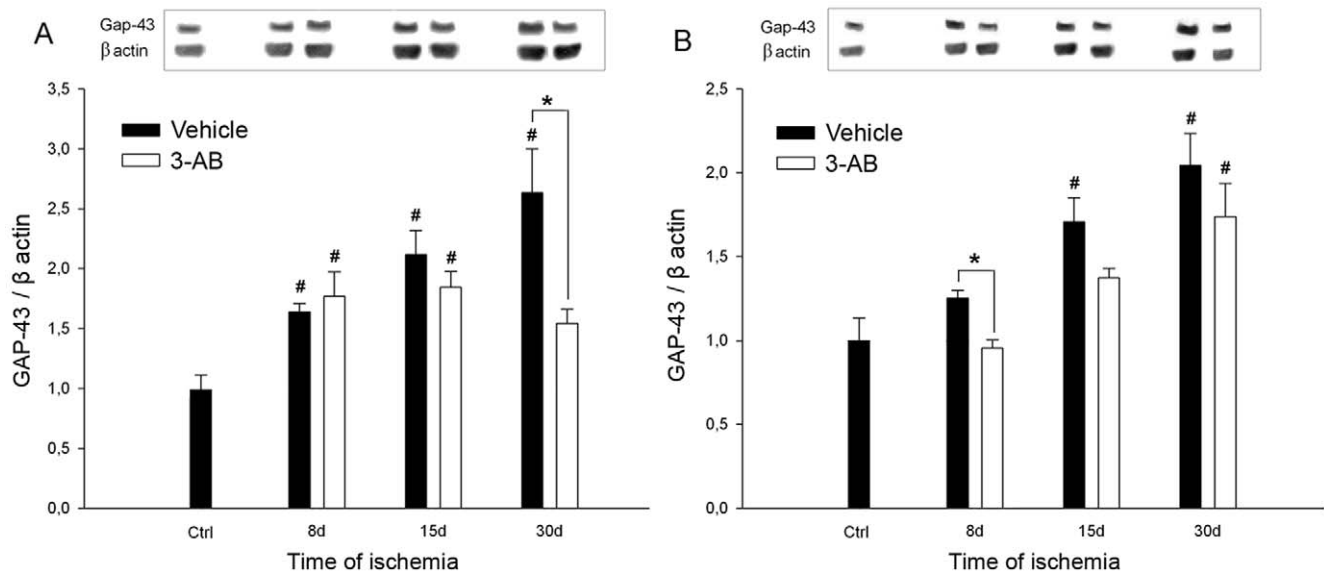 A
Gap-43
β actin
3,5
3,0
2,5
2,0
1,5
1,0
0,5
0,0
GAP-43 / β actin
Vehicle
3-AB
#
#
#
#
#
*
Ctrl
8d
15d
30d
Time of ischemia
B
Gap-43
β actin
2,5
2,0
1,5
1,0
0,5
0,0
GAP-43 / β actin
Vehicle
3-AB
*
#
#
#
Ctrl
8d
15d
30d
Time of ischemia